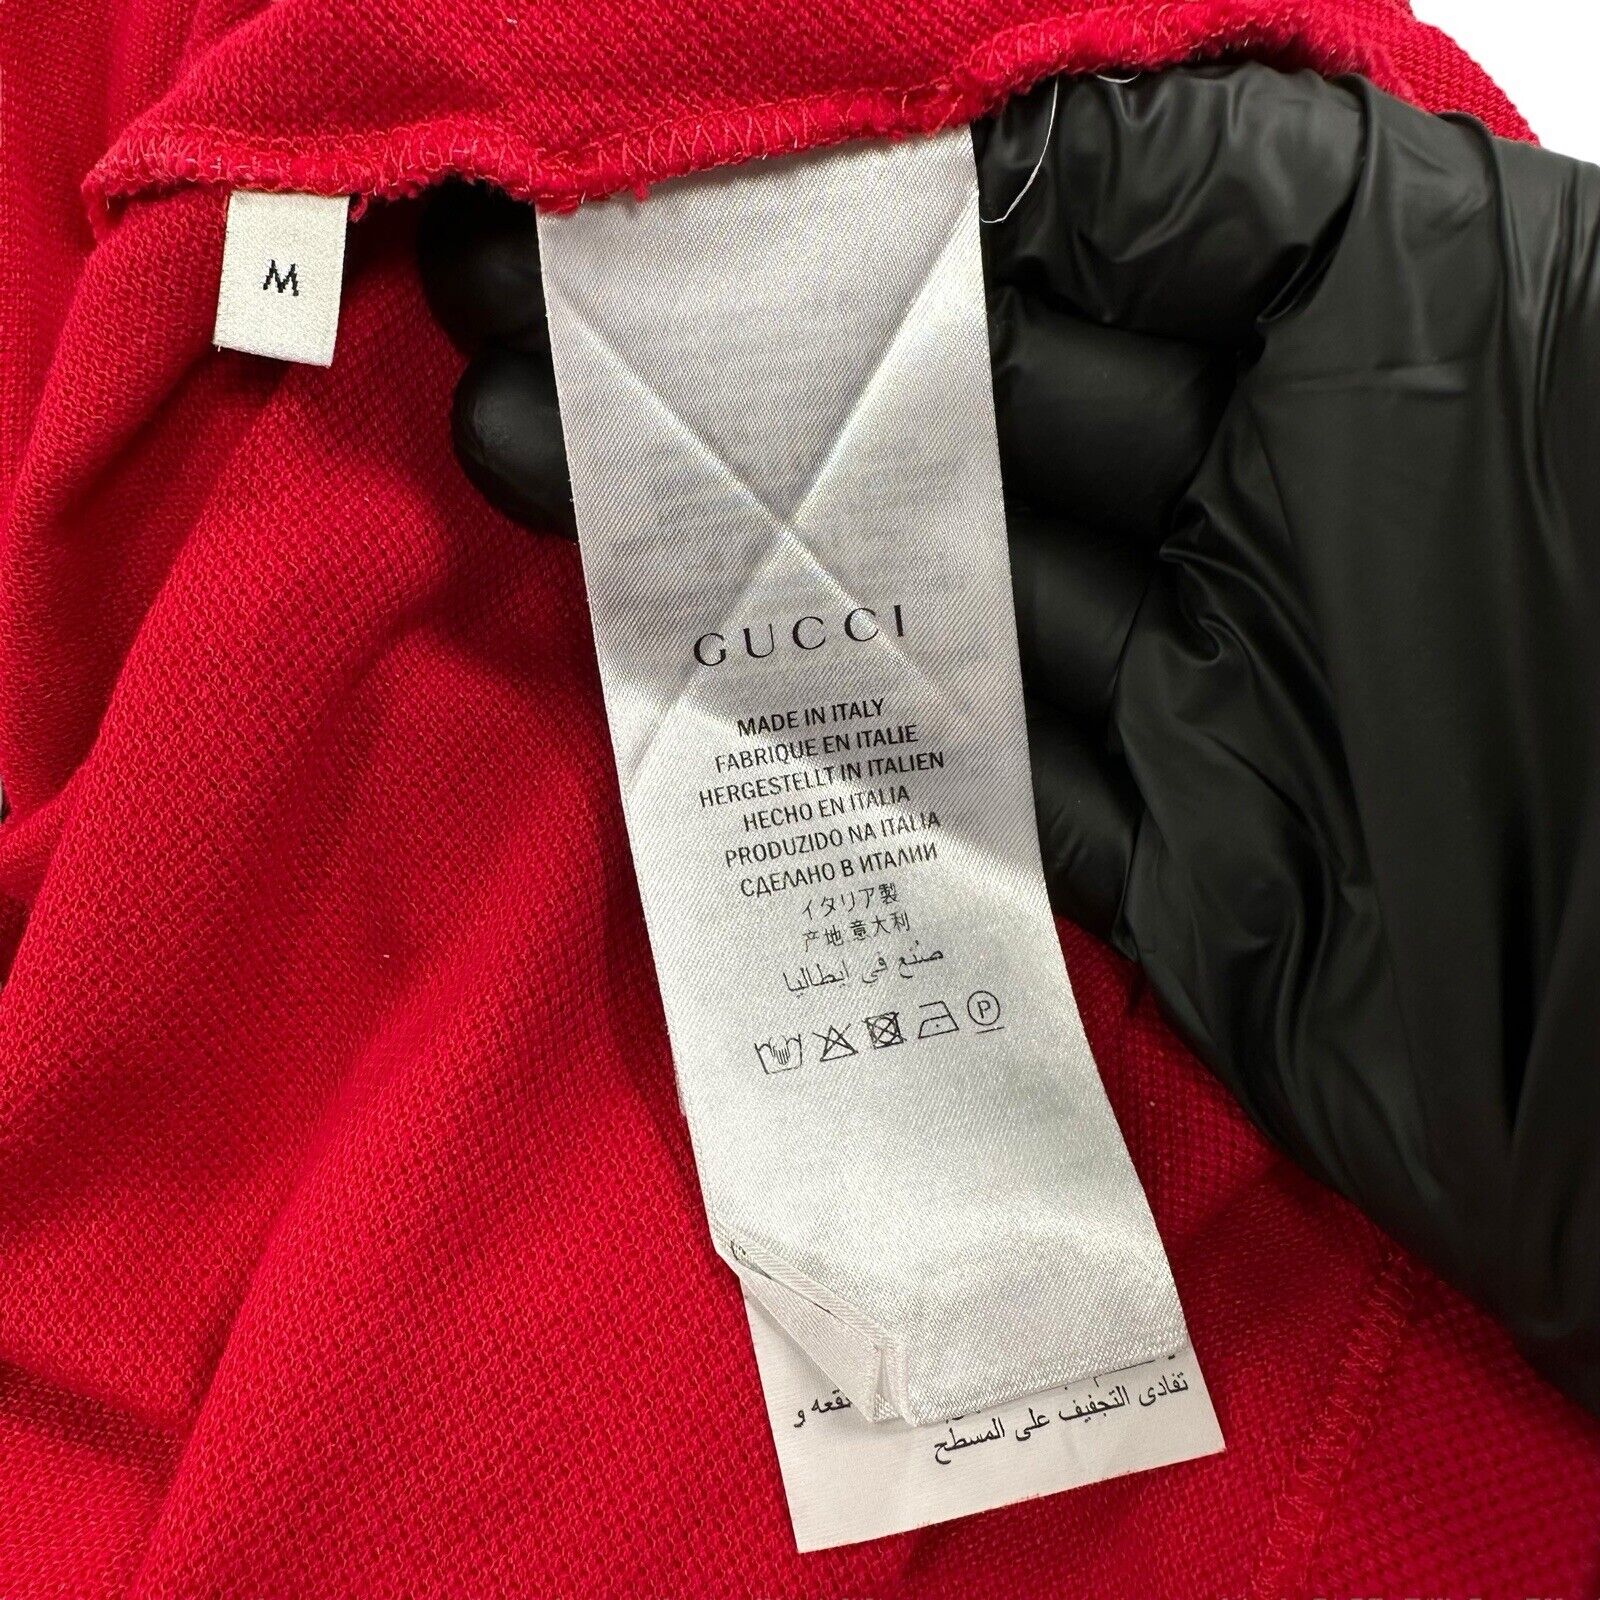 M
GUCCI
MADE IN ITALY
FABRIQUE EN ITALIE
HERGESTELLT IN ITALIEN
HECHO EN ITALIA
PRODUZIDO NA ITALIA
СДЕЛАНО В ИТАЛИИ
イタリア製
产地意大利
صنع في ايطاليا
P
تفادى التجفيف على المسطح